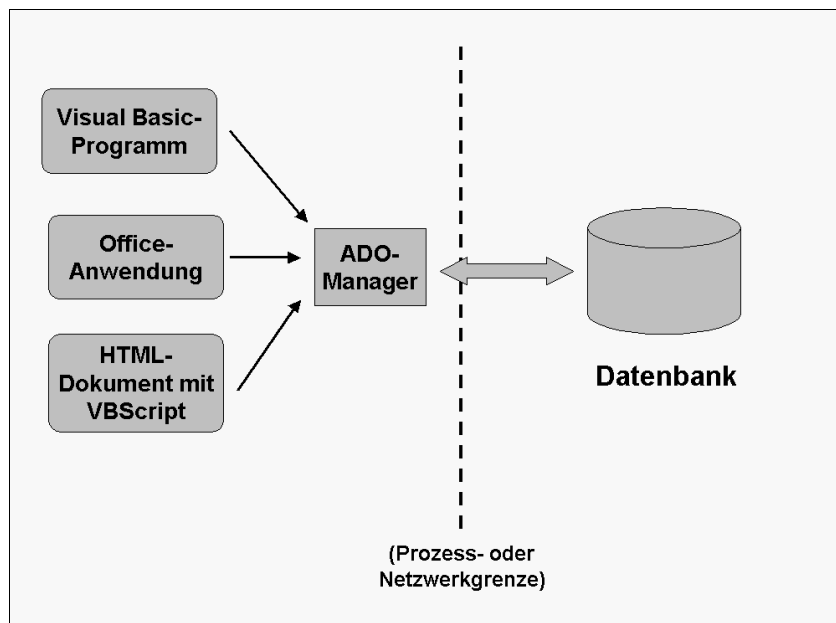 Visual Basic-
Programm
Office-
Anwendung
HTML-
Dokument mit
VBScript
ADO-
Manager
Datenbank
(Prozess- oder
Netzwerkgrenze)